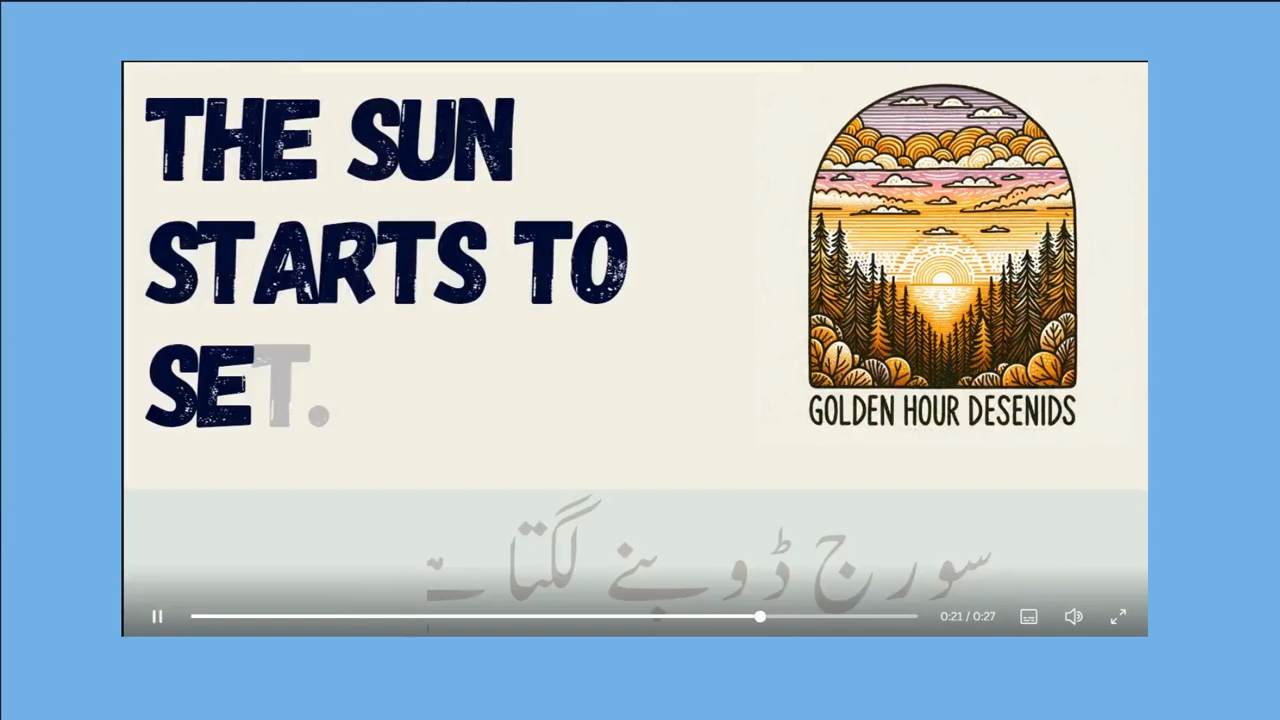 THE SUN
STARTS TO
SET.
GOLDEN HOUR DESENIDS
سورج ڈوبنے لگتا ہے
0:21 / 0:27